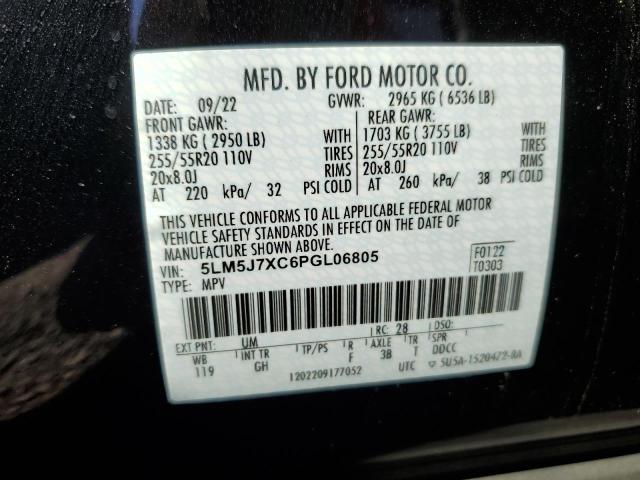 MFD. BY FORD MOTOR CO.
DATE: 09/22 GVWR: 2965 KG ( 6536 LB)
FRONT GAWR: REAR GAWR:
1338 KG ( 2950 LB) WITH 1703 KG ( 3755 LB) WITH
255/55R20 110V TIRES 255/55R20 110V TIRES
20x8.0J RIMS 20x8.0J RIMS
AT 220 kPa/ 32 PSI COLD AT 260 kPa/ 38 PSI COLD
THIS VEHICLE CONFORMS TO ALL APPLICABLE FEDERAL MOTOR
VEHICLE SAFETY STANDARDS IN EFFECT ON THE DATE OF
MANUFACTURE SHOWN ABOVE.
VIN: 5LM5J7XC6PGL06805 F0122
TYPE: MPV T0303
EXT PNT: UM RC: 28 DSO:
WB INT TR TP/PS R AXLE TR SPR
119 GH F 38 T DDCC
1202209177052 UTC ▽ 5U5A-1520472-BA